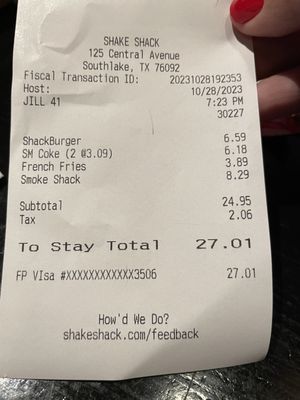 SHAKE SHACK
125 Central Avenue
Southlake, TX 76092
Fiscal Transaction ID: 20231028192353
Host: 10/28/2023
JILL 41 7:23 PM
30227
ShackBurger 6.59
SM Coke (2 @3.09) 6.18
French Fries 3.89
Smoke Shack 8.29
Subtotal 24.95
Tax 2.06
To Stay Total 27.01
FP VIsa #XXXXXXXXXXXX3506 27.01
How'd We Do?
shakeshack.com/feedback